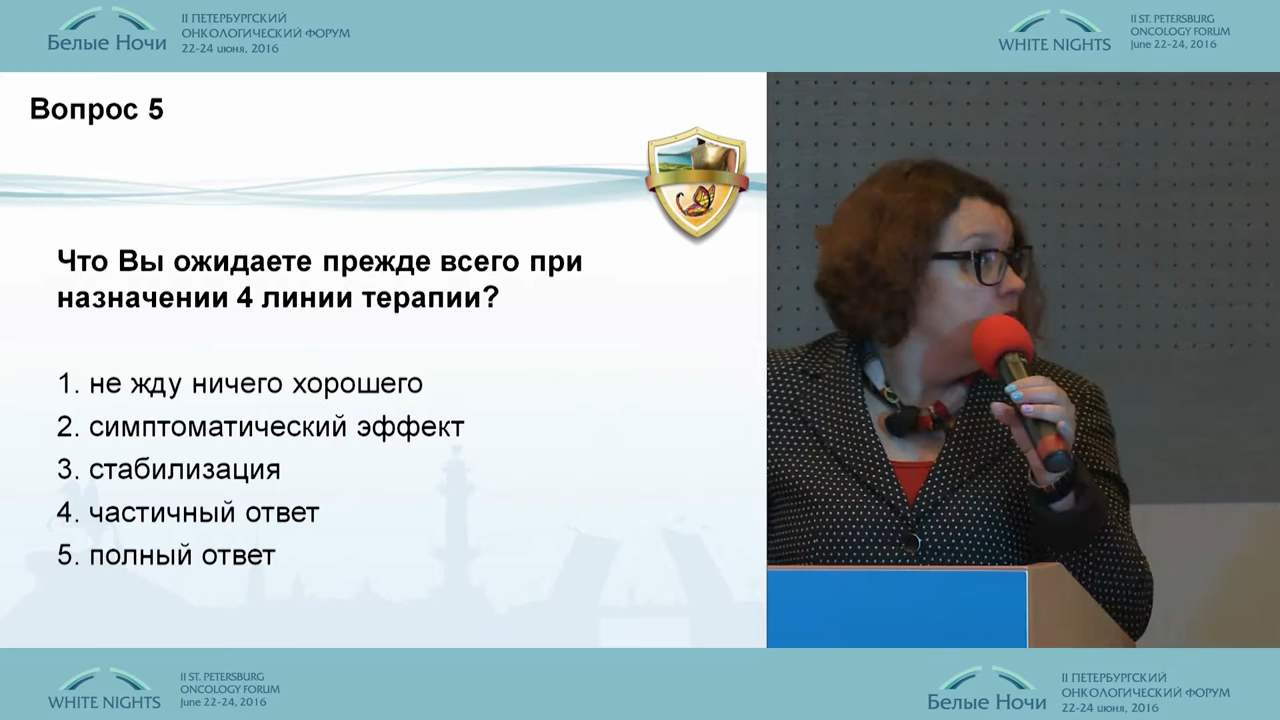 Белые Ночи
II ПЕТЕРБУРГСКИЙ
ОНКОЛОГИЧЕСКИЙ ФОРУМ
22-24 июня, 2016
WHITE NIGHTS
II ST. PETERSBURG
ONCOLOGY FORUM
June 22-24, 2016
Вопрос 5
Что Вы ожидаете прежде всего при
назначении 4 линии терапии?
1. не жду ничего хорошего
2. симптоматический эффект
3. стабилизация
4. частичный ответ
5. полный ответ
WHITE NIGHTS
II ST. PETERSBURG
ONCOLOGY FORUM
June 22-24, 2016
Белые Ночи
II ПЕТЕРБУРГСКИЙ
ОНКОЛОГИЧЕСКИЙ ФОРУМ
22-24 июня, 2016